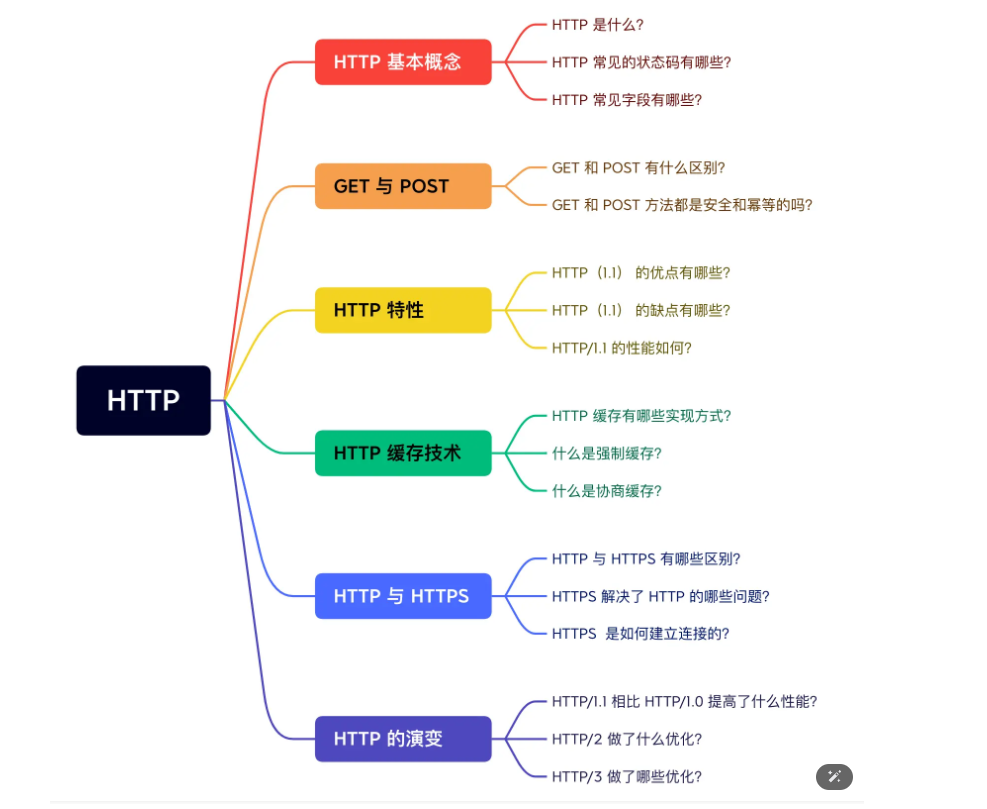 HTTP
HTTP 基本概念
HTTP 是什么?
HTTP 常见的状态码有哪些?
HTTP 常见字段有哪些?
GET 与 POST
GET 和 POST 有什么区别?
GET 和 POST 方法都是安全和幂等的吗?
HTTP 特性
HTTP（1.1） 的优点有哪些?
HTTP（1.1） 的缺点有哪些?
HTTP/1.1 的性能如何?
HTTP 缓存技术
HTTP 缓存有哪些实现方式?
什么是强制缓存?
什么是协商缓存?
HTTP 与 HTTPS
HTTP 与 HTTPS 有哪些区别?
HTTPS 解决了 HTTP 的哪些问题?
HTTPS  是如何建立连接的?
HTTP 的演变
HTTP/1.1 相比 HTTP/1.0 提高了什么性能?
HTTP/2 做了什么优化?
HTTP/3 做了哪些优化?